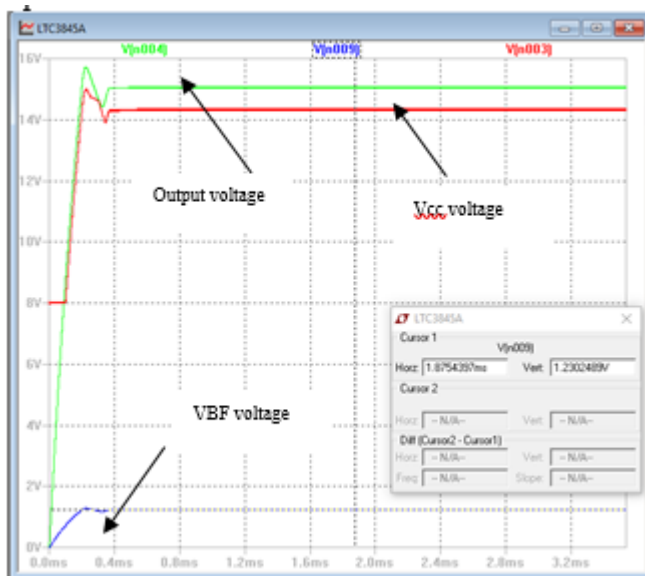 LTC3845A
V(n004) V(n009) V(n003)
16V
14V
12V
10V
8V
6V
4V
2V
0V
0.0ms 0.4ms 0.8ms 1.2ms 1.6ms 2.0ms 2.4ms 2.8ms 3.2ms
Output voltage
Vcc voltage
VBF voltage
LTC3845A
Cursor 1
V(n009)
Horz: 1.8754397ms Vert: 1.2302489V
Cursor 2
Horz: -- N/A-- Vert: -- N/A--
Diff (Cursor2 - Cursor1)
Horz: -- N/A-- Vert: -- N/A--
Freq: -- N/A-- Slope: -- N/A--